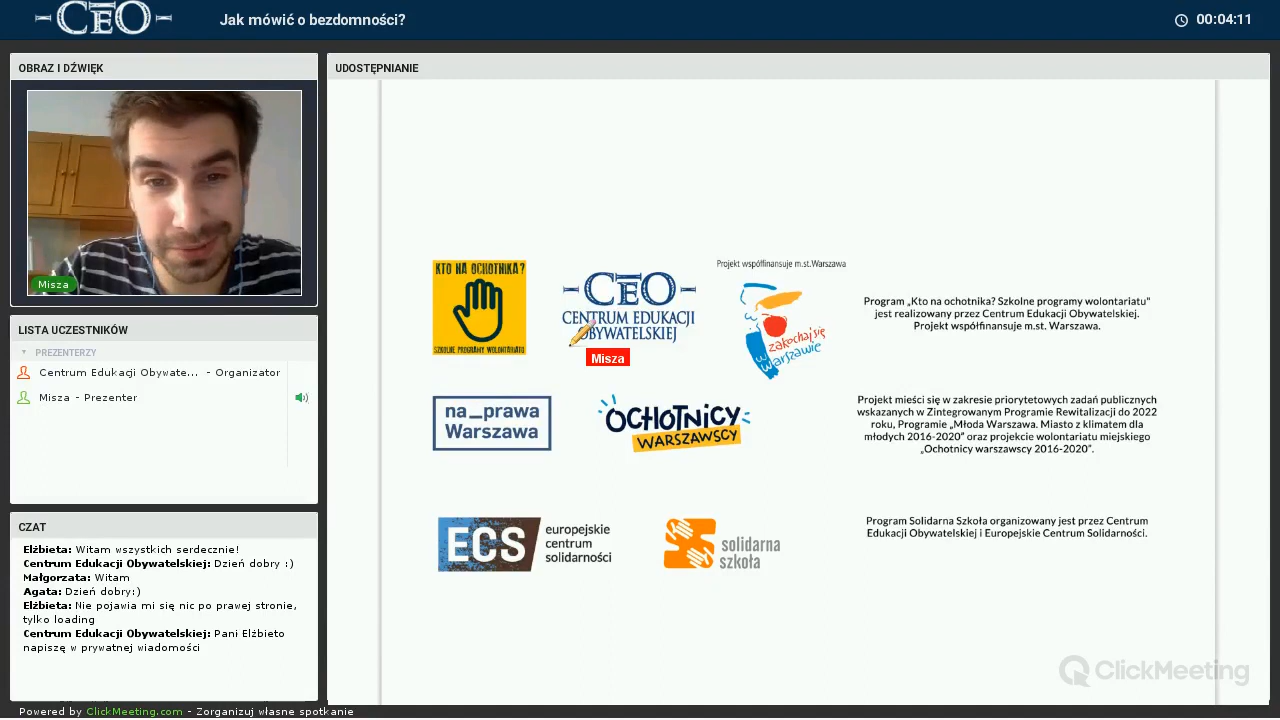 CEO
Jak mówić o bezdomności?
00:04:11
OBRAZ I DŹWIĘK
Misza
LISTA UCZESTNIKÓW
PREZENTERZY
Centrum Edukacji Obywate... - Organizator
Misza - Prezenter
CZAT
Elżbieta: Witam wszystkich serdecznie!
Centrum Edukacji Obywatelskiej: Dzień dobry :)
Małgorzata: Witam
Agata: Dzień dobry:)
Elżbieta: Nie pojawia mi się nic po prawej stronie,
tylko loading
Centrum Edukacji Obywatelskiej: Pani Elżbieto
napiszę w prywatnej wiadomości
UDOSTĘPNIANIE
KTO NA OCHOTNIKA?
SZKOLNE PROGRAMY WOLONTARIATU
CEO
CENTRUM EDUKACJI
OBYWATELSKIEJ
Misza
Projekt współfinansuje m.st.Warszawa
zakochaj się
w Warszawie
Program „Kto na ochotnika? Szkolne programy wolontariatu"
jest realizowany przez Centrum Edukacji Obywatelskiej.
Projekt współfinansuje m.st. Warszawa.
na_prawa
Warszawa
OCHOTNICY
WARSZAWSCY
Projekt mieści się w zakresie priorytetowych zadań publicznych
wskazanych w Zintegrowanym Programie Rewitalizacji do 2022
roku, Programie „Młoda Warszawa. Miasto z klimatem dla
młodych 2016-2020" oraz projekcie wolontariatu miejskiego
„Ochotnicy warszawscy 2016-2020".
ECS
europejskie
centrum
solidarności
solidarna
szkoła
Program Solidarna Szkoła organizowany jest przez Centrum
Edukacji Obywatelskiej i Europejskie Centrum Solidarności.
ClickMeeting
Powered by ClickMeeting.com - Zorganizuj własne spotkanie